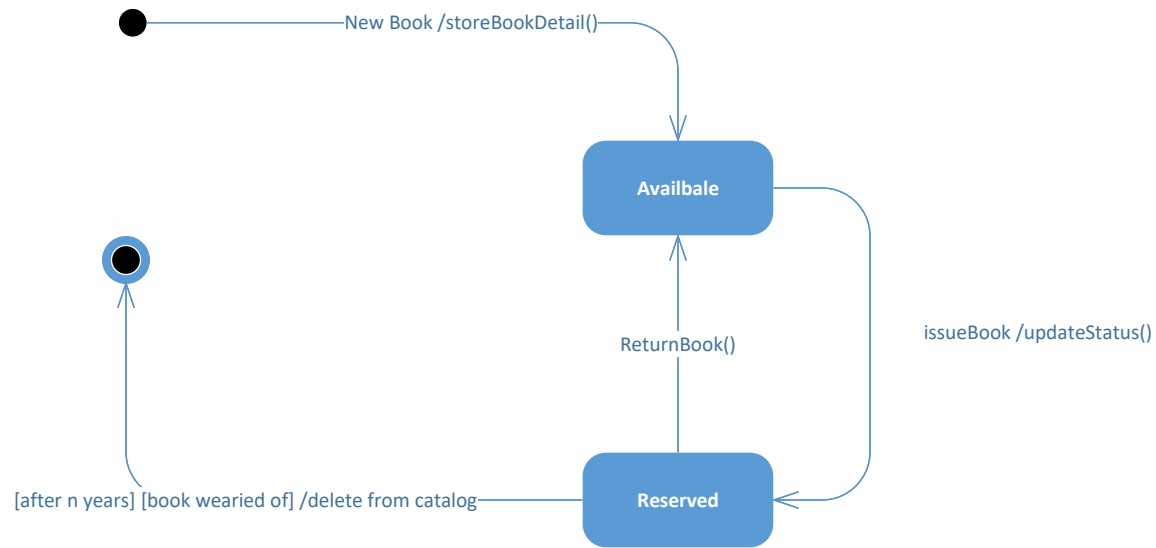 New Book /storeBookDetail()
Availbale
issueBook /updateStatus()
ReturnBook()
[after n years] [book wearied of] /delete from catalog
Reserved